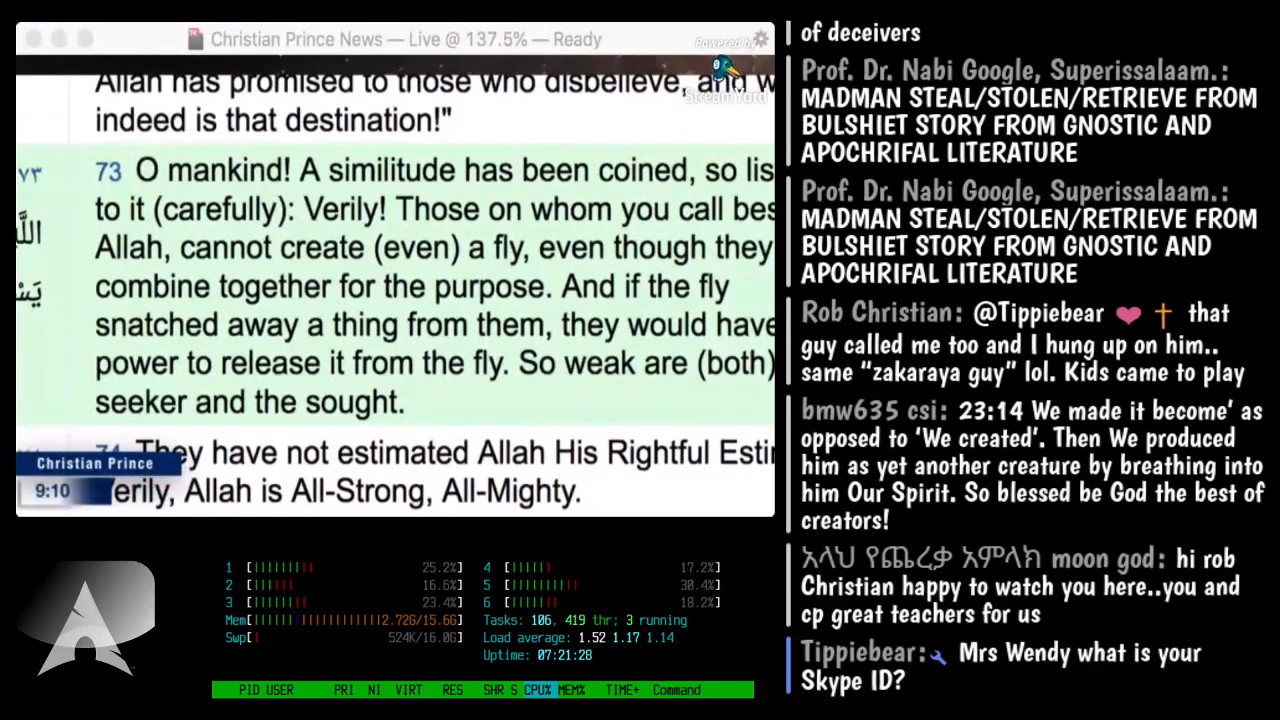 Christian Prince News — Live @ 137.5% — Ready
Powered by
StreamYard
Allah has promised to those who disbelieve, and w
indeed is that destination!"
٧٣
73 O mankind! A similitude has been coined, so lis
to it (carefully): Verily! Those on whom you call bes
Allah, cannot create (even) a fly, even though they
combine together for the purpose. And if the fly
snatched away a thing from them, they would have
power to release it from the fly. So weak are (both)
seeker and the sought.
74 They have not estimated Allah His Rightful Estim
erily, Allah is All-Strong, All-Mighty.
Christian Prince
9:10
1 [ 25.2%] 4 [ 17.2%]
2 [ 16.6%] 5 [ 30.4%]
3 [ 23.4%] 6 [ 18.2%]
Mem[ 2.72G/15.6G] Tasks: 106, 419 thr; 3 running
Swp[ 524K/16.0G] Load average: 1.52 1.17 1.14
Uptime: 07:21:28
PID USER PRI NI VIRT RES SHR S CPU% MEM% TIME+ Command
of deceivers
Prof. Dr. Nabi Google, Superissalaam.:
MADMAN STEAL/STOLEN/RETRIEVE FROM
BULSHIET STORY FROM GNOSTIC AND
APOCHRIFAL LITERATURE
Prof. Dr. Nabi Google, Superissalaam.:
MADMAN STEAL/STOLEN/RETRIEVE FROM
BULSHIET STORY FROM GNOSTIC AND
APOCHRIFAL LITERATURE
Rob Christian: @Tippiebear ❤ ✝ that
guy called me too and I hung up on him..
same “zakaraya guy” lol. Kids came to play
bmw635 csi: 23:14 We made it become’ as
opposed to ‘We created’. Then We produced
him as yet another creature by breathing into
him Our Spirit. So blessed be God the best of
creators!
አላህ የጨረቃ አምላክ moon god: hi rob
Christian happy to watch you here..you and
cp great teachers for us
Tippiebear: Mrs Wendy what is your
Skype ID?